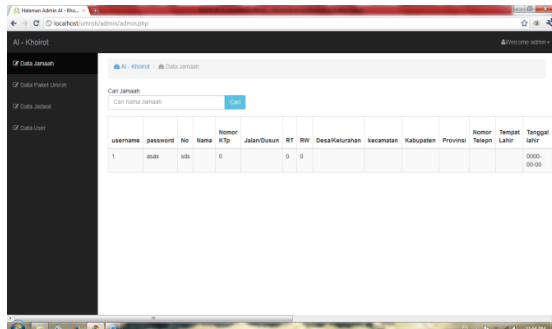 Halaman Admin Al - Kho...
localhost/umroh/admin/admin.php
Al - Khoirot
Welcome admin
Data Jamaah
Al - Khoirot / Data Jamaah
Data Paket Umroh
Cari Jamaah
Cari Nama Jamaah
Cari
Data Jadwal
Data User
username password No Nama Nomor KTp Jalan/Dusun RT RW Desa/Kelurahan kecamatan Kabupaten Provinsi Nomor Telepn Tempat Lahir Tanggal lahir
1 asas sds 0 0 0 0000-00-00